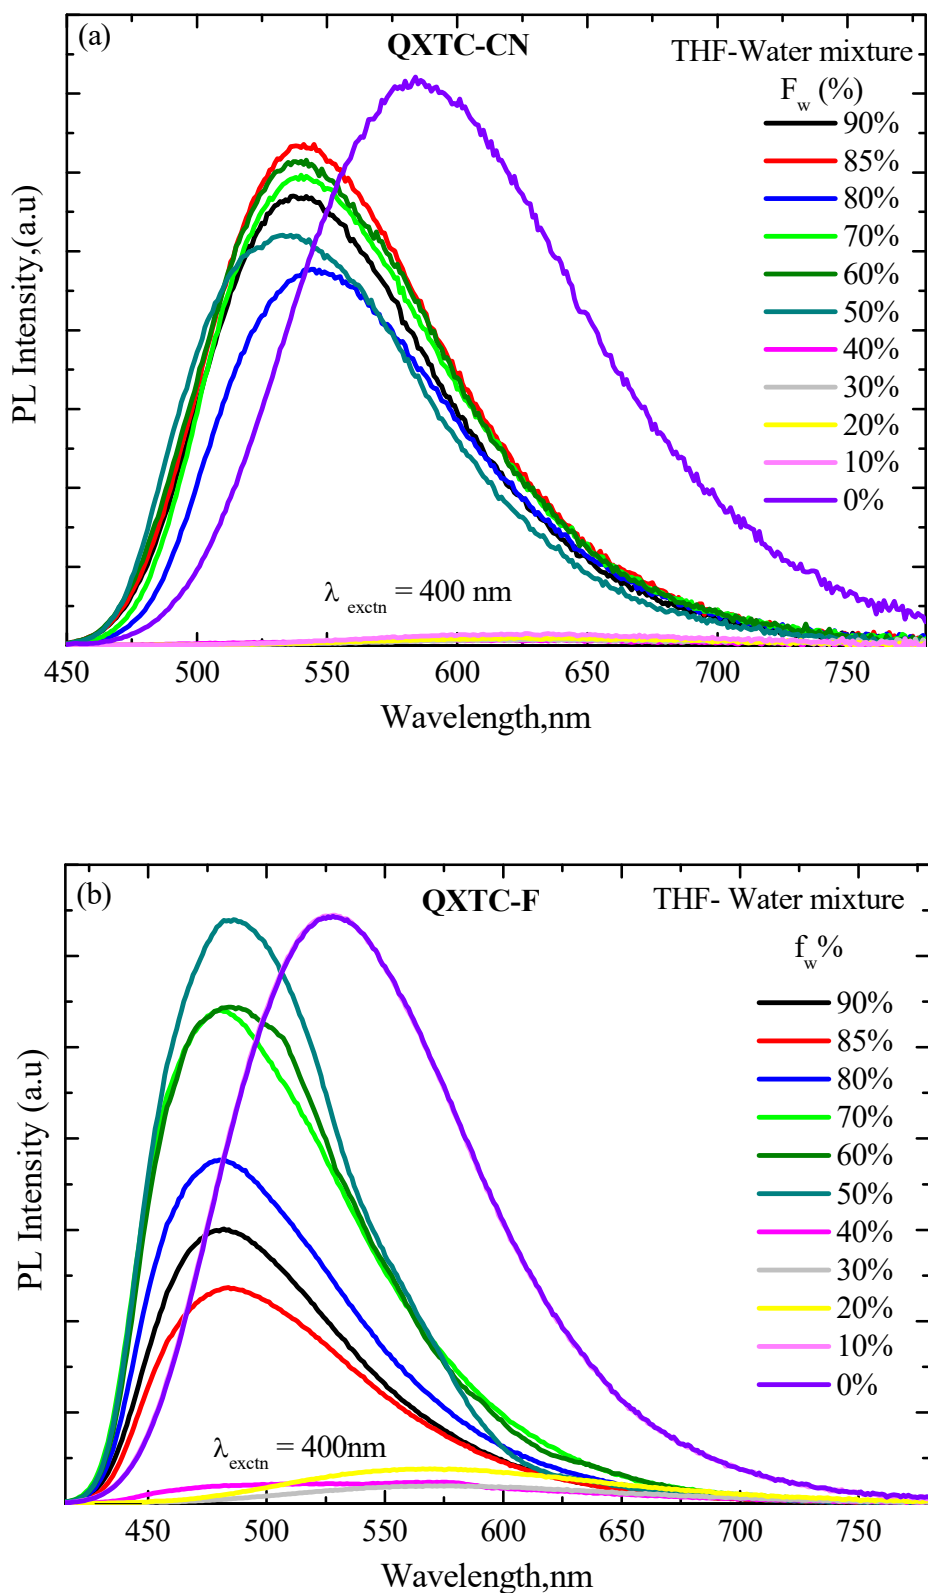 (a)
QXTC-CN
THF-Water mixture
F_w (%)
90%
85%
80%
70%
60%
50%
40%
30%
20%
10%
0%
PL Intensity,(a.u)
λ exctn = 400 nm
450 500 550 600 650 700 750
Wavelength,nm
(b)
QXTC-F
THF- Water mixture
f_w%
90%
85%
80%
70%
60%
50%
40%
30%
20%
10%
0%
PL Intensity (a.u)
λexctn = 400nm
450 500 550 600 650 700 750
Wavelength,nm